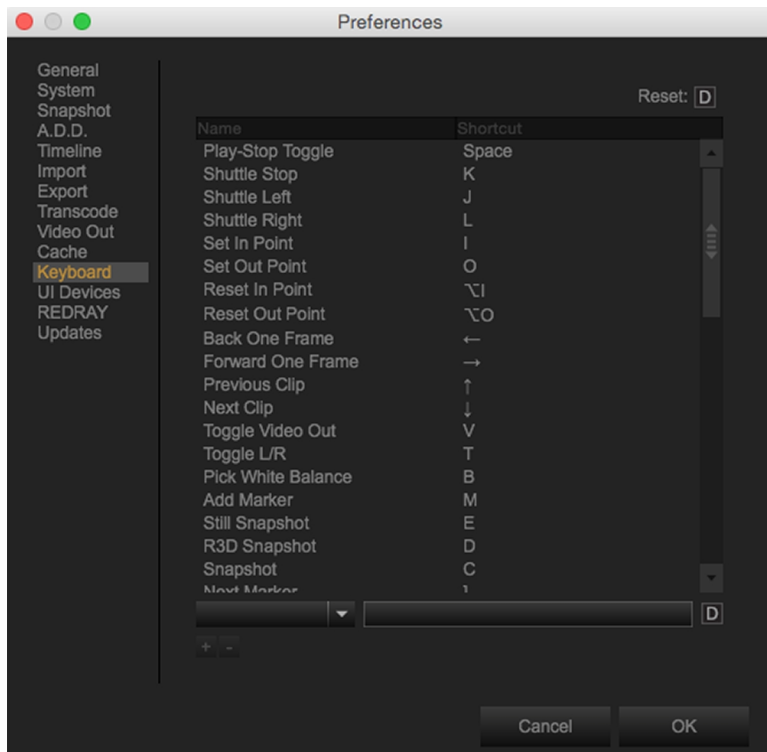 Preferences
General
System
Snapshot
A.D.D.
Timeline
Import
Export
Transcode
Video Out
Cache
Keyboard
UI Devices
REDRAY
Updates
Reset: D
Name Shortcut
Play-Stop Toggle Space
Shuttle Stop K
Shuttle Left J
Shuttle Right L
Set In Point I
Set Out Point O
Reset In Point ⌥I
Reset Out Point ⌥O
Back One Frame ←
Forward One Frame →
Previous Clip ↑
Next Clip ↓
Toggle Video Out V
Toggle L/R T
Pick White Balance B
Add Marker M
Still Snapshot E
R3D Snapshot D
Snapshot C
Next Marker
D
+ -
Cancel OK